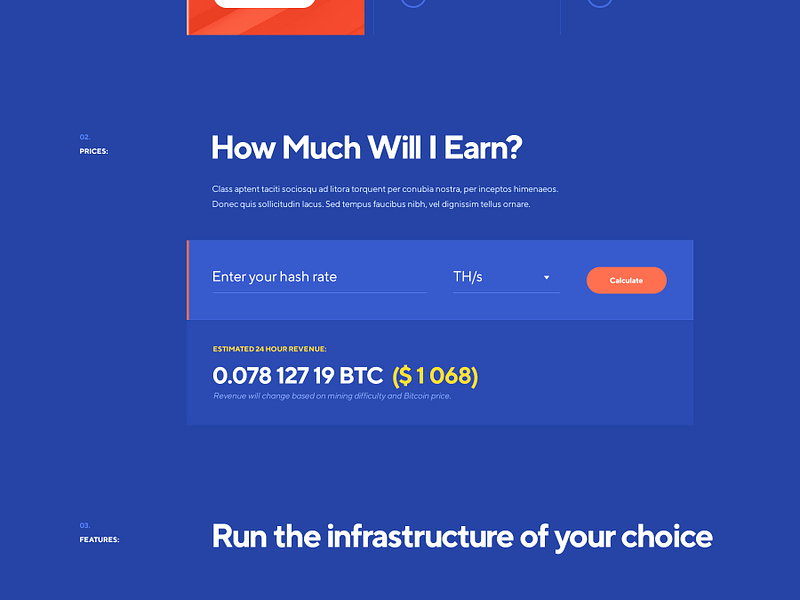 02.
PRICES:
How Much Will I Earn?
Class aptent taciti sociosqu ad litora torquent per conubia nostra, per inceptos himenaeos.
Donec quis sollicitudin lacus. Sed tempus faucibus nibh, vel dignissim tellus ornare.
Enter your hash rate
TH/s
Calculate
ESTIMATED 24 HOUR REVENUE:
0.078 127 19 BTC ($ 1 068)
Revenue will change based on mining difficulty and Bitcoin price.
03.
FEATURES:
Run the infrastructure of your choice